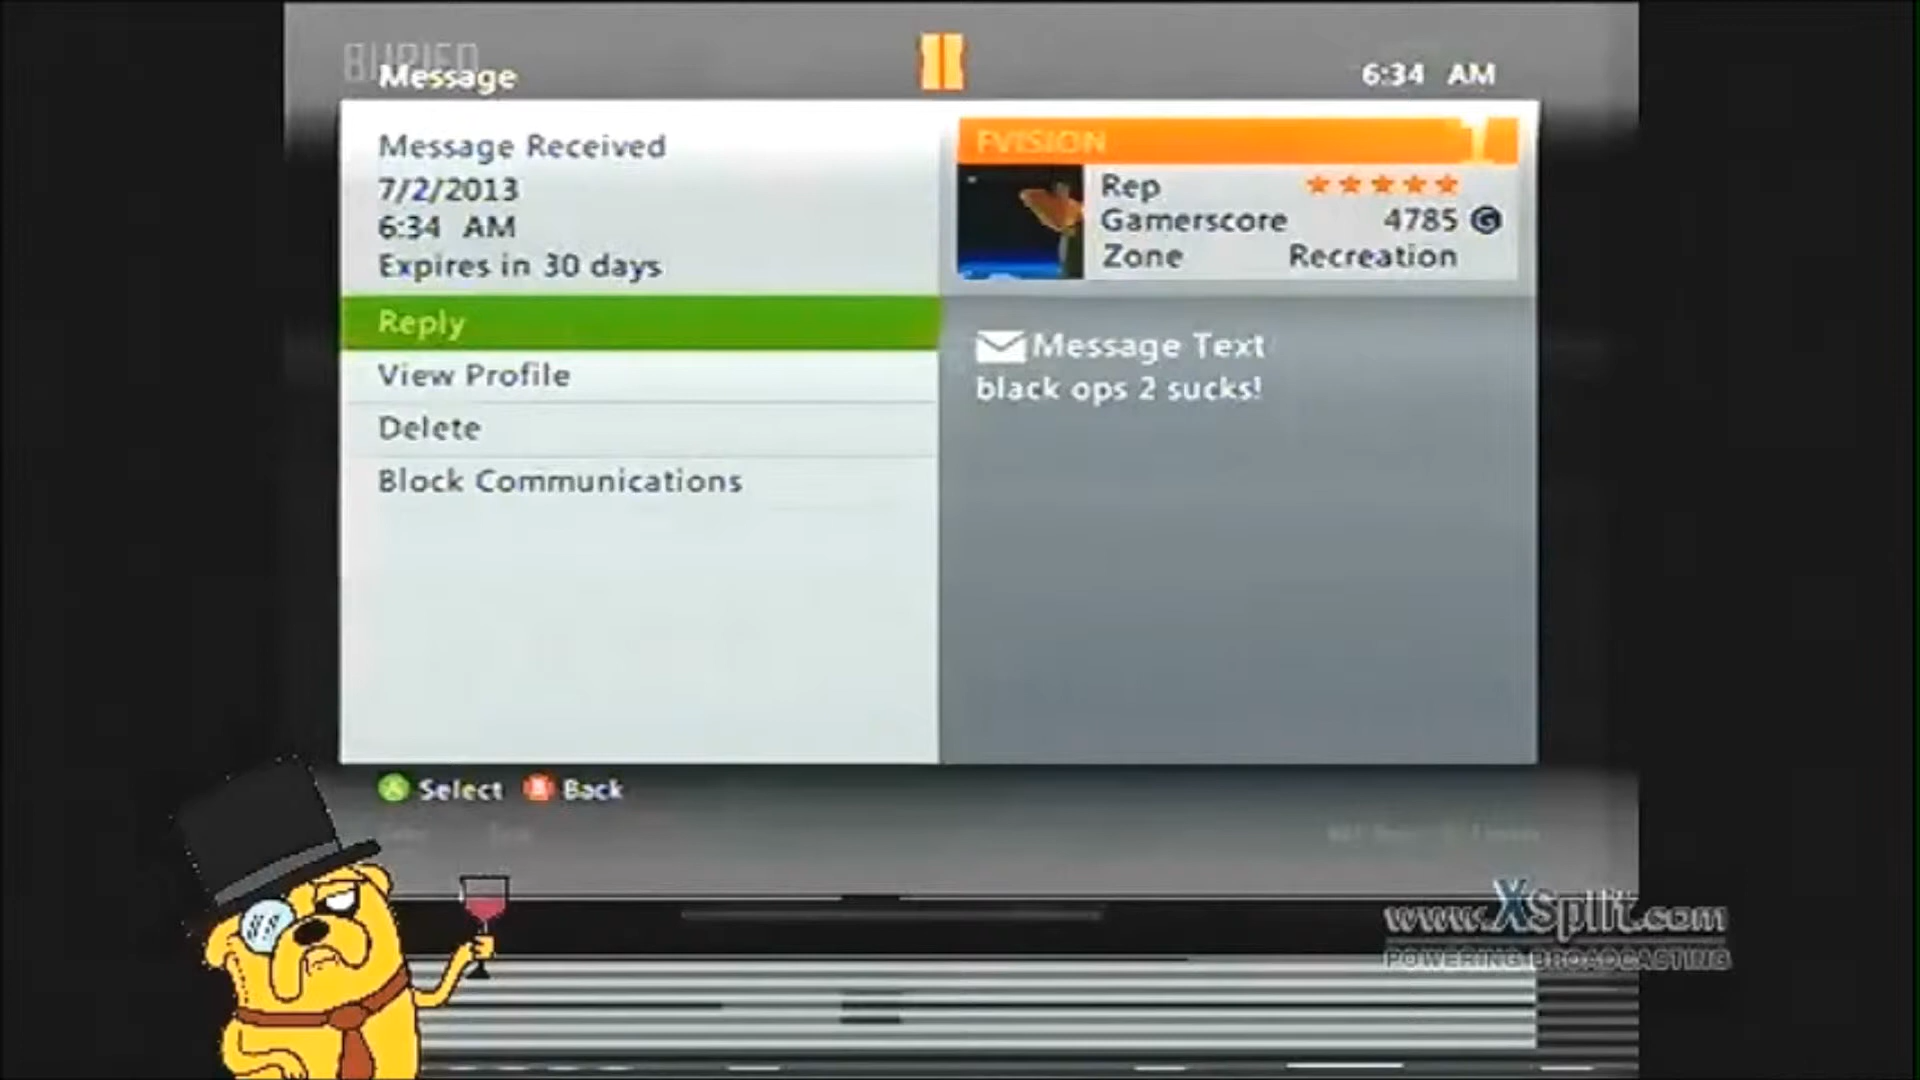 BURIED
Message
6:34 AM
Message Received
7/2/2013
6:34 AM
Expires in 30 days
Reply
View Profile
Delete
Block Communications
FVISION
Rep
Gamerscore 4785 G
Zone Recreation
Message Text
black ops 2 sucks!
A Select B Back
www.XSplit.com
POWERING BROADCASTING